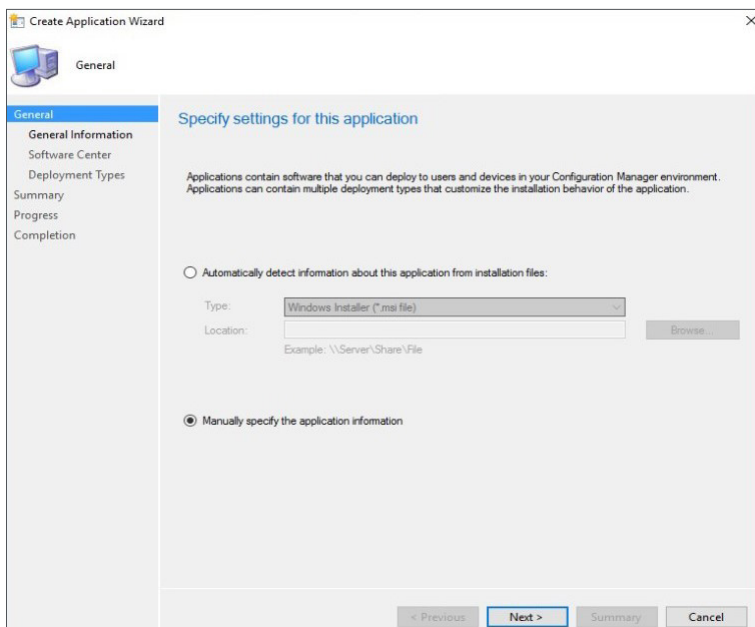 Create Application Wizard
General
General
General Information
Software Center
Deployment Types
Summary
Progress
Completion
Specify settings for this application
Applications contain software that you can deploy to users and devices in your Configuration Manager environment.
Applications can contain multiple deployment types that customize the installation behavior of the application.
Automatically detect information about this application from installation files:
Type: Windows Installer (*.msi file)
Location: Browse...
Example: \\Server\Share\File
Manually specify the application information
< Previous Next > Summary Cancel